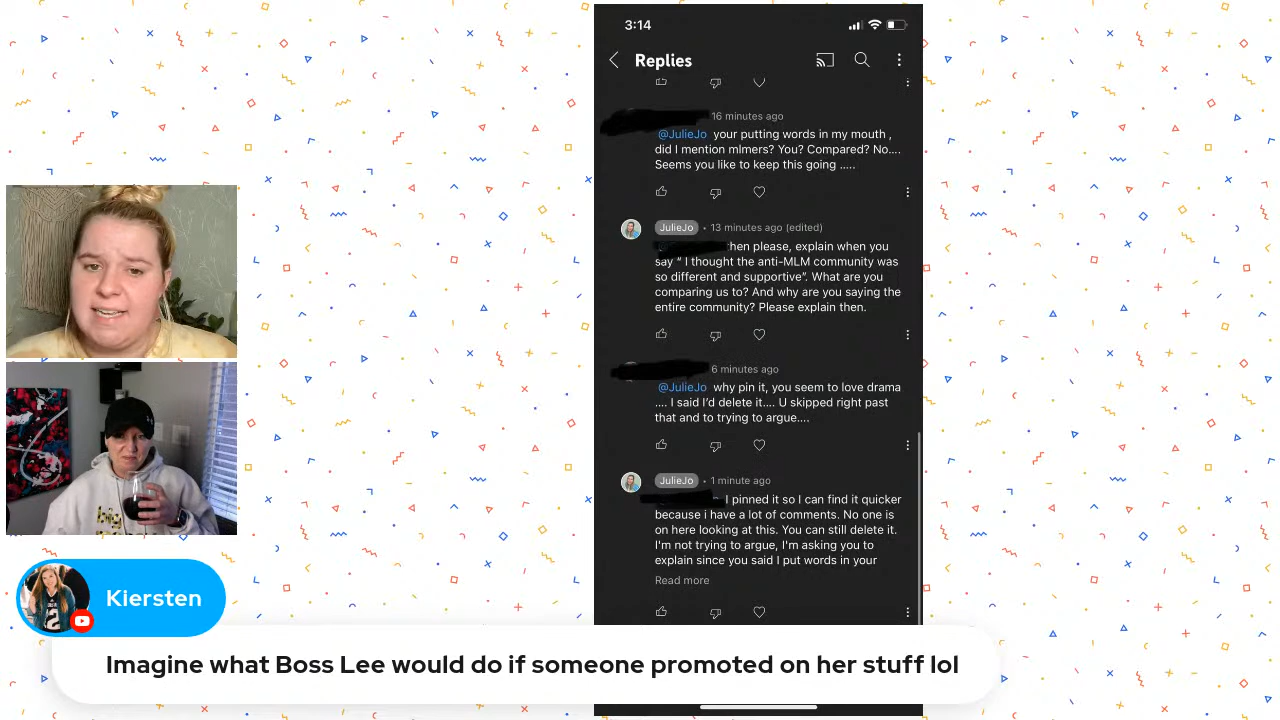 3:14
Replies
16 minutes ago
@JulieJo your putting words in my mouth ,
did I mention mlmers? You? Compared? No....
Seems you like to keep this going .....
JulieJo • 13 minutes ago (edited)
hen please, explain when you
say “ I thought the anti-MLM community was
so different and supportive”. What are you
comparing us to? And why are you saying the
entire community? Please explain then.
6 minutes ago
@JulieJo why pin it, you seem to love drama
.... I said I’d delete it.... U skipped right past
that and to trying to argue....
JulieJo • 1 minute ago
I pinned it so I can find it quicker
because i have a lot of comments. No one is
on here looking at this. You can still delete it.
I'm not trying to argue, I'm asking you to
explain since you said I put words in your
Read more
Kiersten
Imagine what Boss Lee would do if someone promoted on her stuff lol